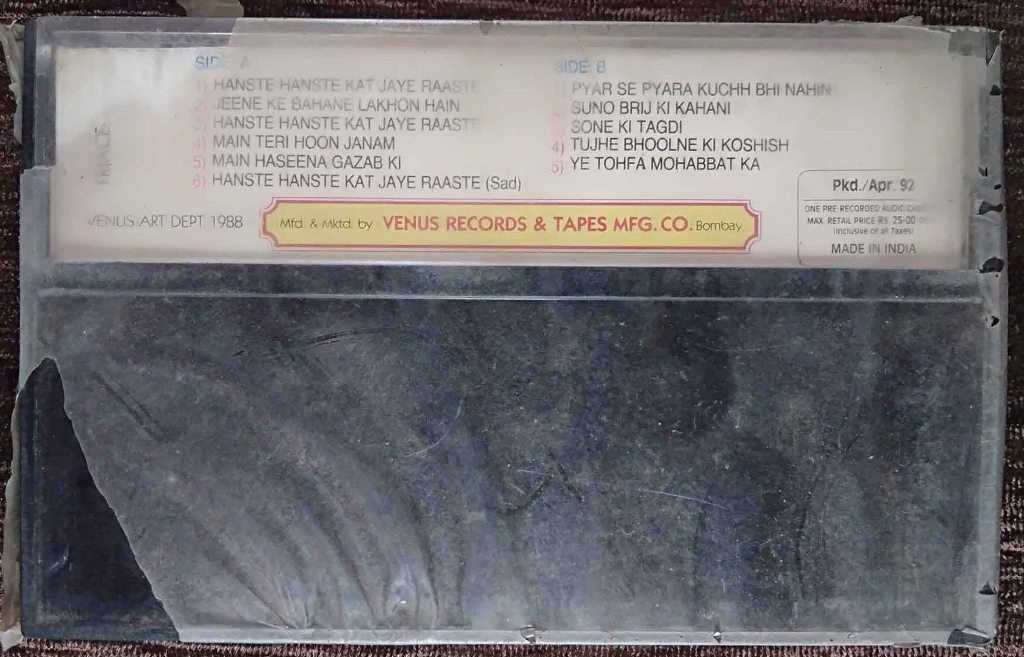 SIDE: A
1) HANSTE HANSTE KAT JAYE RAASTE
2) JEENE KE BAHANE LAKHON HAIN
3) HANSTE HANSTE KAT JAYE RAASTE
4) MAIN TERI HOON JANAM
5) MAIN HASEENA GAZAB KI
6) HANSTE HANSTE KAT JAYE RAASTE (Sad)
SIDE: B
PYAR SE PYARA KUCHH BHI NAHIN
SUNO BRIJ KI KAHANI
SONE KI TAGDI
4) TUJHE BHOOLNE KI KOSHISH
5) YE TOHFA MOHABBAT KA
VENUS ART DEPT. 1988
Mfd. & Mktd. by VENUS RECORDS & TAPES MFG. CO. Bombay
Pkd./Apr. 92
ONE PRE-RECORDED AUDIO
MAX. RETAIL PRICE RS. 25-00
(Inclusive of all Taxes)
MADE IN INDIA